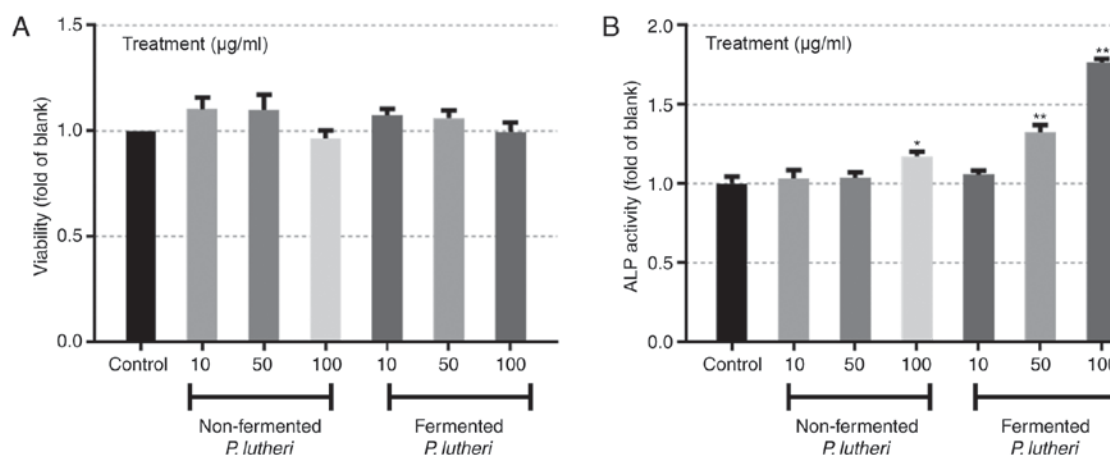 A
Treatment (µg/ml)
Viability (fold of blank)
1.5
1.0
0.5
0.0
Control 10 50 100 10 50 100
Non-fermented
P. lutheri
Fermented
P. lutheri
B
Treatment (µg/ml)
ALP activity (fold of blank)
2.0
1.5
1.0
0.5
0.0
*
**
**
Control 10 50 100 10 50
Non-fermented
P. lutheri
Fermented
P. lutheri